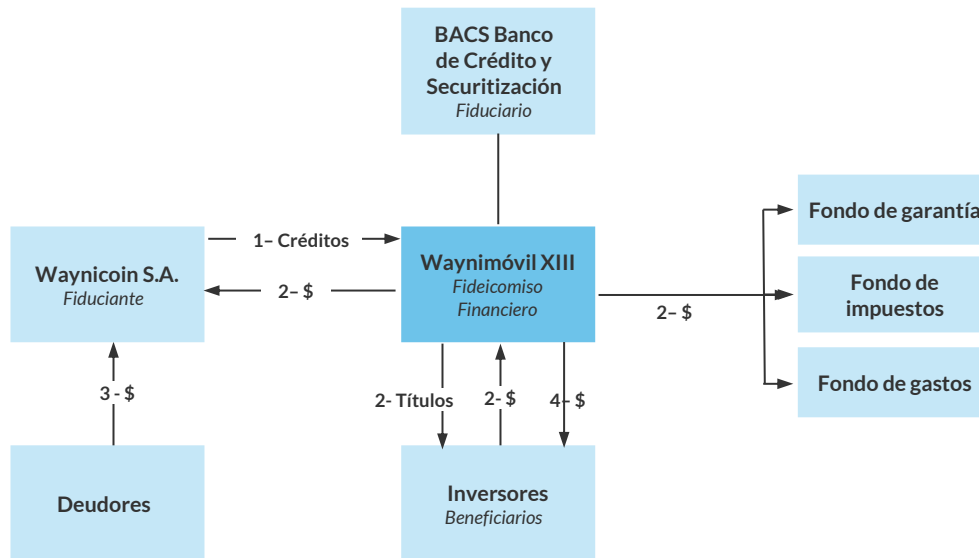 BACS Banco
de Crédito y
Securitización
Fiduciario
Fondo de garantía
1– Créditos
Waynicoin S.A.
Fiduciante
Waynimóvil XIII
Fideicomiso
Financiero
2– $
2– $
Fondo de
impuestos
3 - $
2- Títulos
2- $
4– $
Fondo de gastos
Deudores
Inversores
Beneficiarios